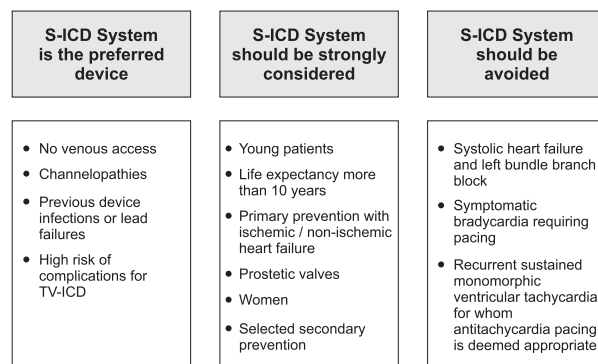 S-ICD System
is the preferred
device
S-ICD System
should be strongly
considered
S-ICD System
should be
avoided
• No venous access
• Channelopathies
• Previous device
infections or lead
failures
• High risk of
complications for
TV-ICD
• Young patients
• Life expectancy more
than 10 years
• Primary prevention with
ischemic / non-ischemic
heart failure
• Prostetic valves
• Women
• Selected secondary
prevention
• Systolic heart failure
and left bundle branch
block
• Symptomatic
bradycardia requiring
pacing
• Recurrent sustained
monomorphic
ventricular tachycardia
for whom
antitachycardia pacing
is deemed appropriate